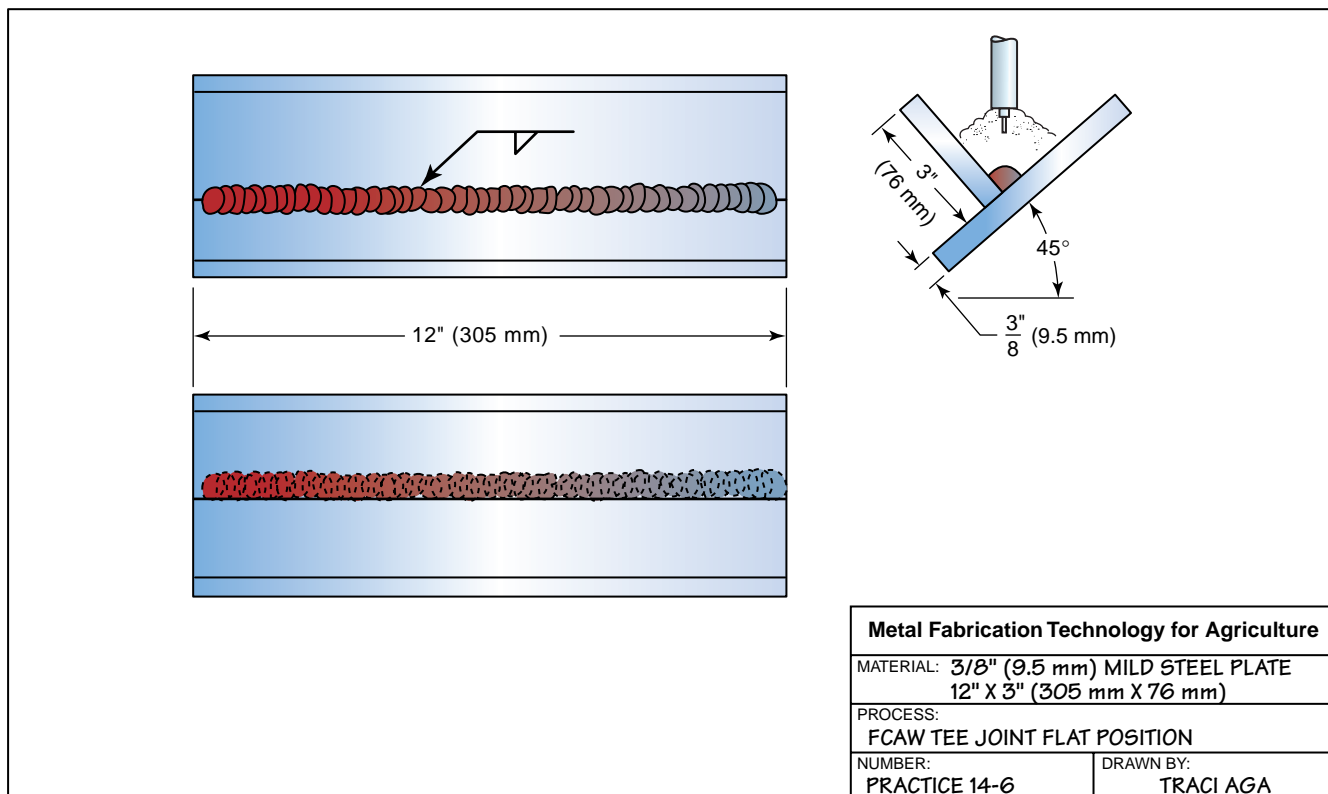 3"
(76 mm)
45°
12" (305 mm)
3/8" (9.5 mm)
Metal Fabrication Technology for Agriculture
MATERIAL: 3/8" (9.5 mm) MILD STEEL PLATE
12" X 3" (305 mm X 76 mm)
PROCESS:
FCAW TEE JOINT FLAT POSITION
NUMBER:
PRACTICE 14-6
DRAWN BY:
TRACI AGA